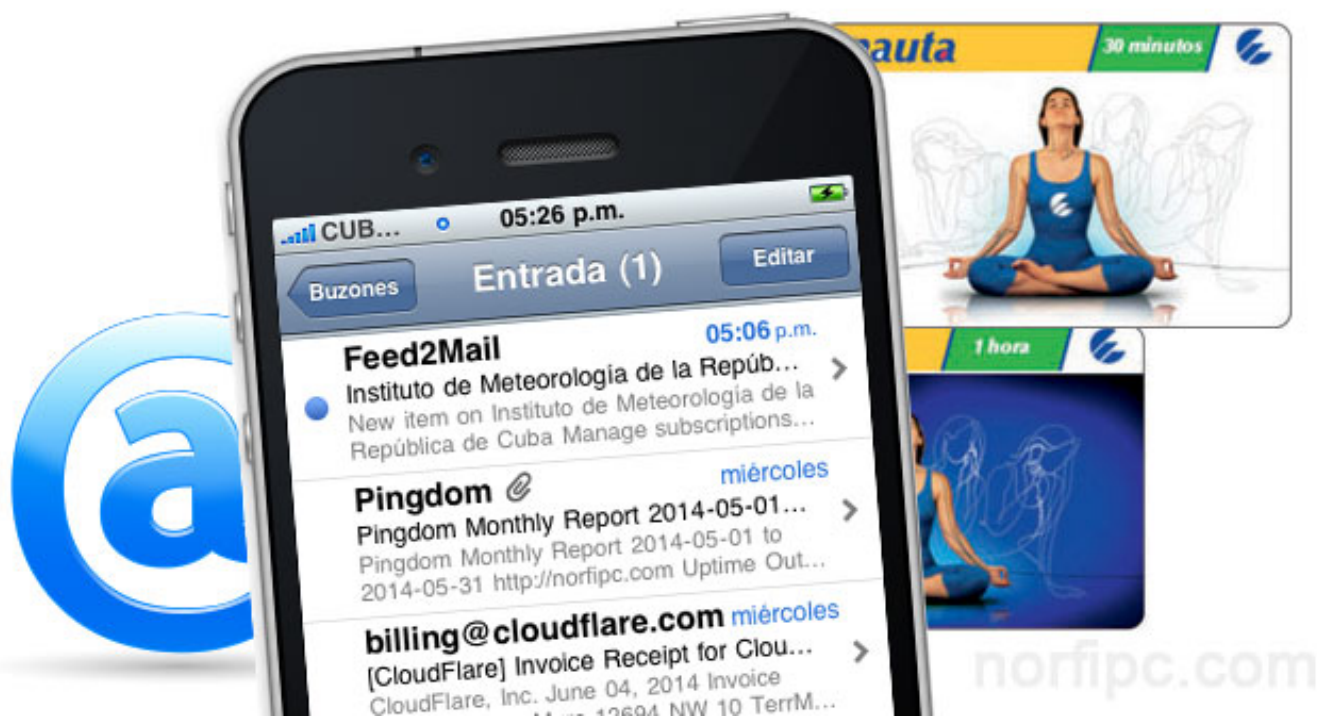 nauta
30 minutos
CUB...
05:26 p.m.
Buzones
Entrada (1)
Editar
Feed2Mail
05:06 p.m.
Instituto de Meteorología de la Repúb...
New item on Instituto de Meteorología de la
República de Cuba Manage subscriptions...
1 hora
Pingdom
miércoles
Pingdom Monthly Report 2014-05-01...
Pingdom Monthly Report 2014-05-01 to
2014-05-31 http://norfipc.com Uptime Out...
billing@cloudflare.com
miércoles
[CloudFlare] Invoice Receipt for Clou...
CloudFlare, Inc. June 04, 2014 Invoice
12694 NW 10 TerrM...
@
norfipc.com